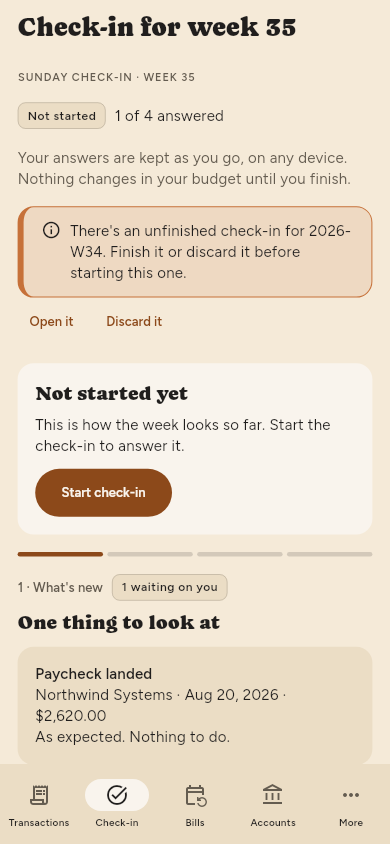 Check-in for week 35
SUNDAY CHECK-IN · WEEK 35
Not started 1 of 4 answered
Your answers are kept as you go, on any device.
Nothing changes in your budget until you finish.
There's an unfinished check-in for 2026-
W34. Finish it or discard it before
starting this one.
Open it Discard it
Not started yet
This is how the week looks so far. Start the
check-in to answer it.
Start check-in
1 · What's new 1 waiting on you
One thing to look at
Paycheck landed
Northwind Systems · Aug 20, 2026 ·
$2,620.00
As expected. Nothing to do.
Transactions Check-in Bills Accounts More